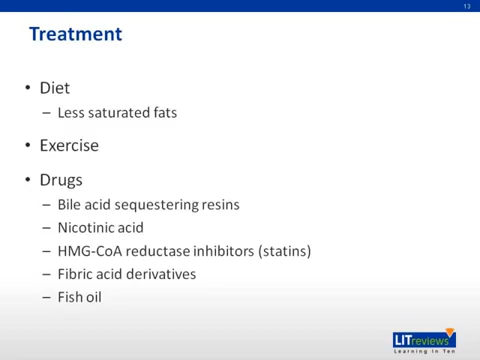 13
Treatment
• Diet
– Less saturated fats
• Exercise
• Drugs
– Bile acid sequestering resins
– Nicotinic acid
– HMG-CoA reductase inhibitors (statins)
– Fibric acid derivatives
– Fish oil
LITreviews
Learning in Ten